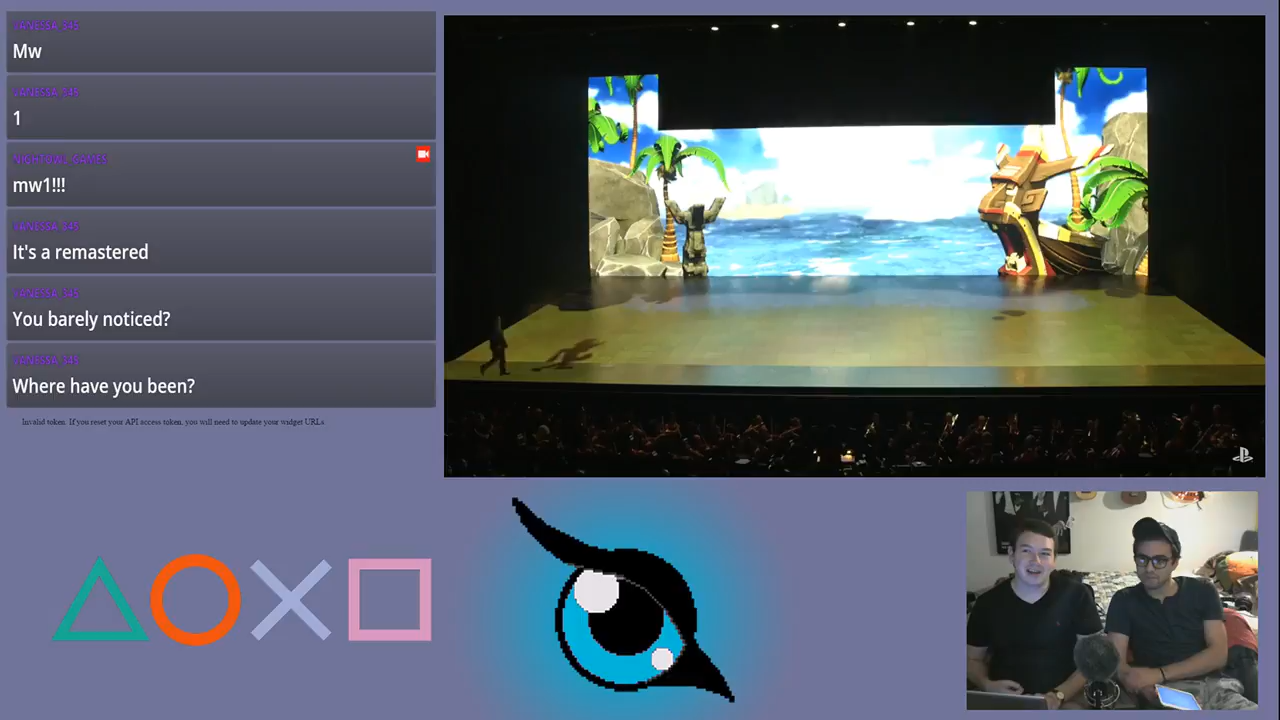 VANESSA_345
Mw
VANESSA_345
1
NIGHTOWL_GAMES
mw1!!!
VANESSA_345
It's a remastered
VANESSA_345
You barely noticed?
VANESSA_345
Where have you been?
Invalid token. If you reset your API access token, you will need to update your widget URLs